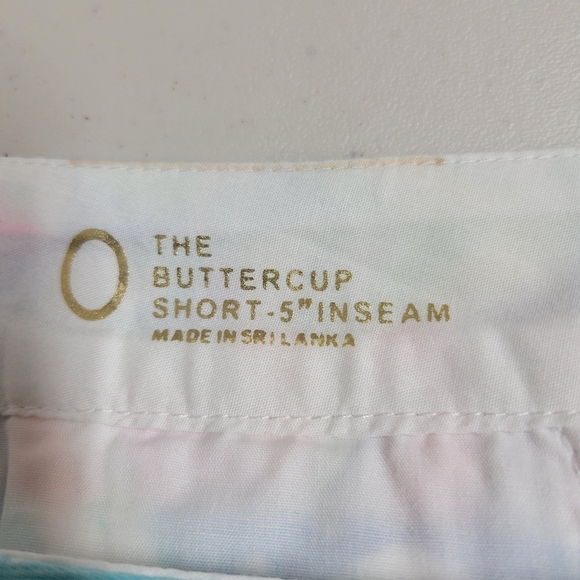 0
THE
BUTTERCUP
SHORT-5" INSEAM
MADE IN SRI LANKA